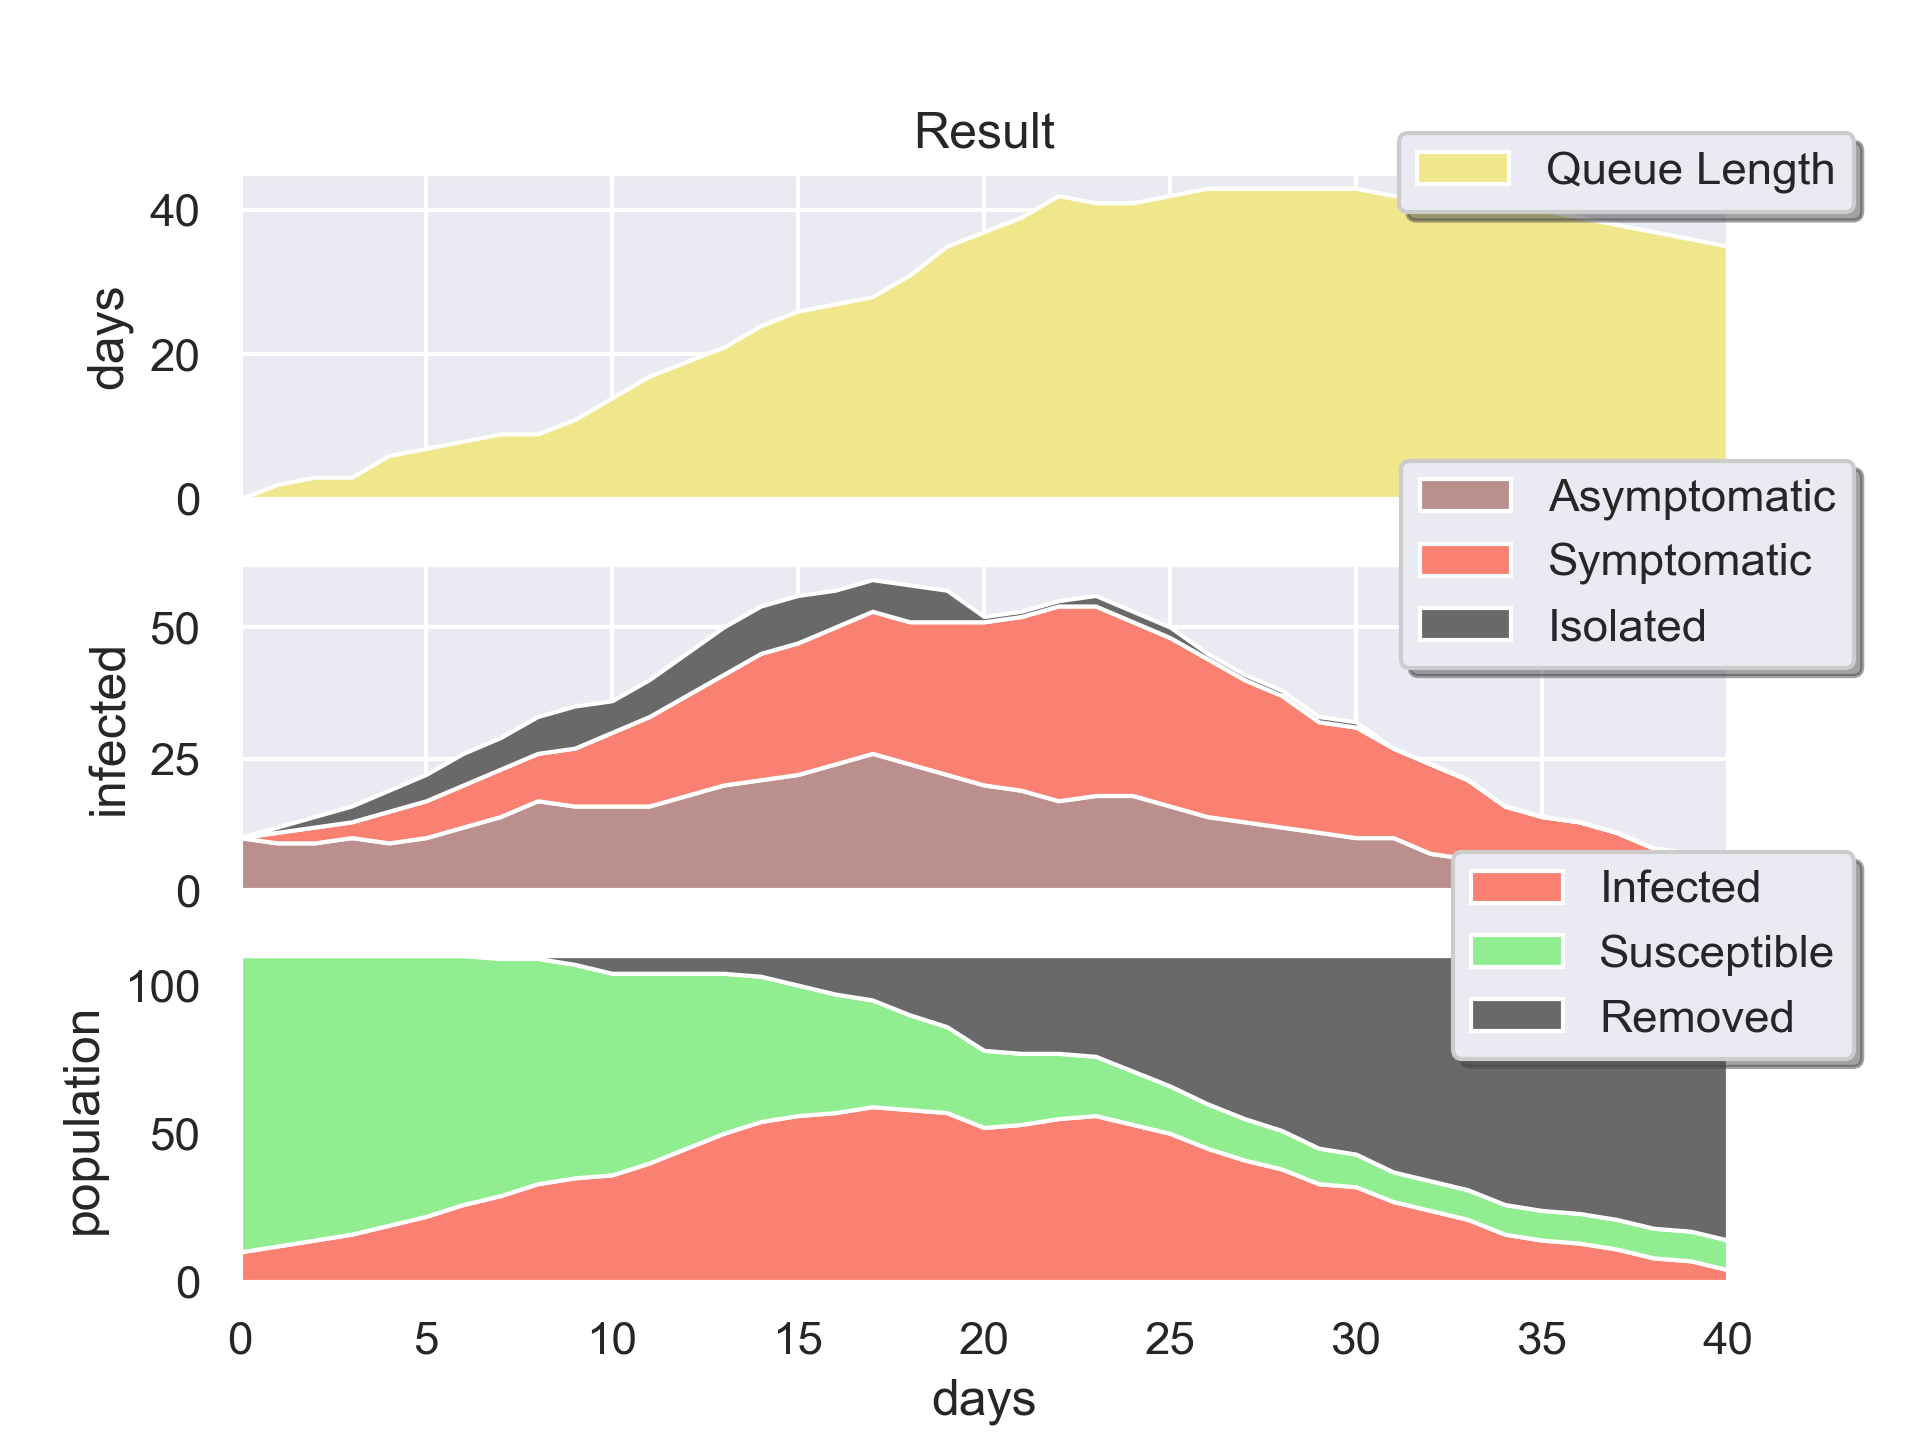 Result
Queue Length
40
20
0
days
Asymptomatic
Symptomatic
Isolated
50
25
0
infected
Infected
Susceptible
Removed
100
50
0
population
0 5 10 15 20 25 30 35 40
days